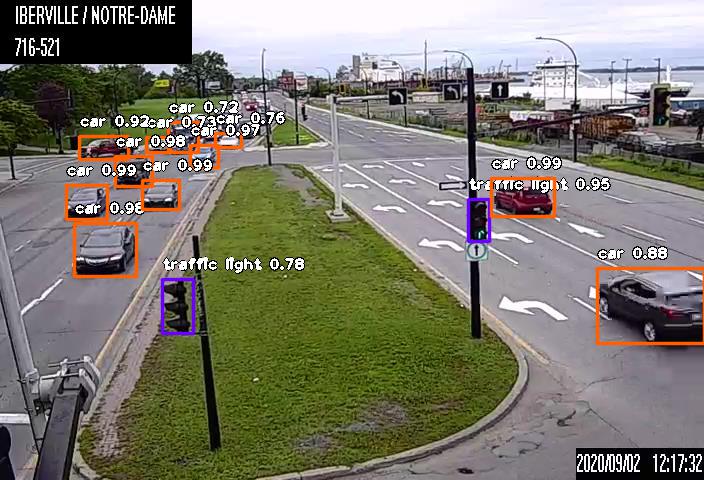 IBERVILLE / NOTRE-DAME
716-521
car 0.72
car 0.92
car 0.73
car 0.76
car 0.97
car 0.98
car 0.99
car 0.99
car 0.99
traffic light 0.95
car 0.98
car 0.88
traffic light 0.78
2020/09/02 12:17:32